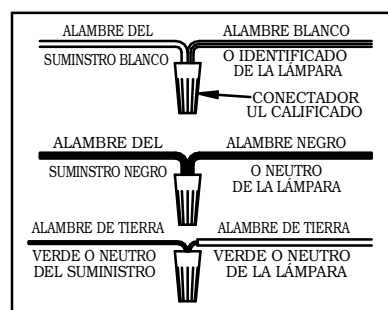 ALAMBRE DEL
SUMINSTRO BLANCO
ALAMBRE BLANCO
O IDENTIFICADO
DE LA LÁMPARA
CONECTADOR
UL CALIFICADO
ALAMBRE DEL
SUMINSTRO NEGRO
ALAMBRE NEGRO
O NEUTRO
DE LA LÁMPARA
ALAMBRE DE TIERRA
VERDE O NEUTRO
DEL SUMINISTRO
ALAMBRE DE TIERRA
VERDE O NEUTRO
DE LA LÁMPARA